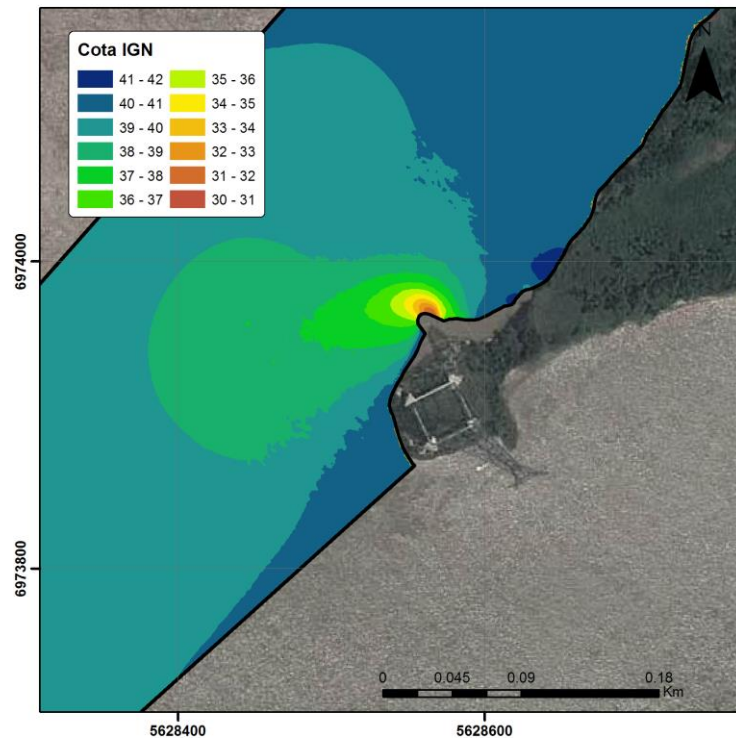 N
Cota IGN
41 - 42
40 - 41
39 - 40
38 - 39
37 - 38
36 - 37
35 - 36
34 - 35
33 - 34
32 - 33
31 - 32
30 - 31
6974000
6973800
0 0.045 0.09 0.18
Km
5628400 5628600